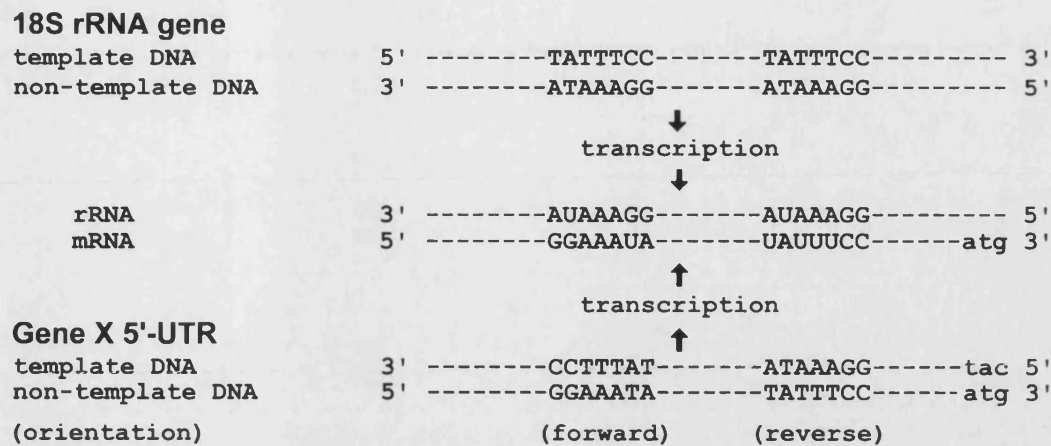 18S rRNA gene
template DNA 5' --------TATTTCC-------TATTTCC--------- 3'
non-template DNA 3' --------ATAAAGG-------ATAAAGG--------- 5'
↓
transcription
↓
rRNA 3' --------AUAAAGG-------AUAAAGG--------- 5'
mRNA 5' --------GGAAAUA-------UAUUUCC------atg 3'
↑
transcription
↑
Gene X 5'-UTR
template DNA 3' --------CCTTTAT-------ATAAAGG------tac 5'
non-template DNA 5' --------GGAAATA-------TATTTCC------atg 3'
(orientation) (forward) (reverse)